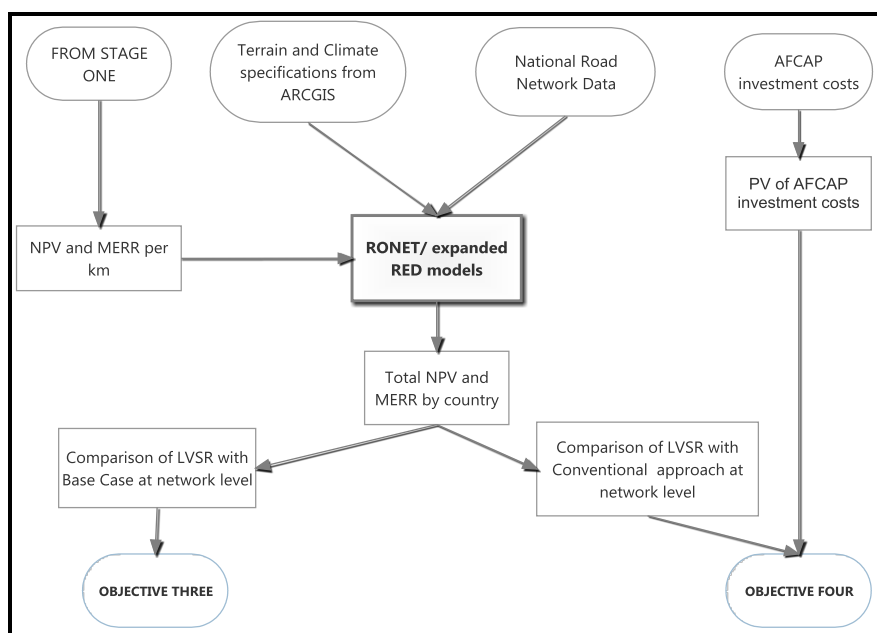 FROM STAGE
ONE
Terrain and Climate
specifications from
ARCGIS
National Road
Network Data
AFCAP
investment costs
PV of AFCAP
investment costs
NPV and MERR per
km
RONET/ expanded
RED models
Total NPV and
MERR by country
Comparison of LVSR with
Base Case at network level
Comparison of LVSR with
Conventional approach at
network level
OBJECTIVE THREE
OBJECTIVE FOUR